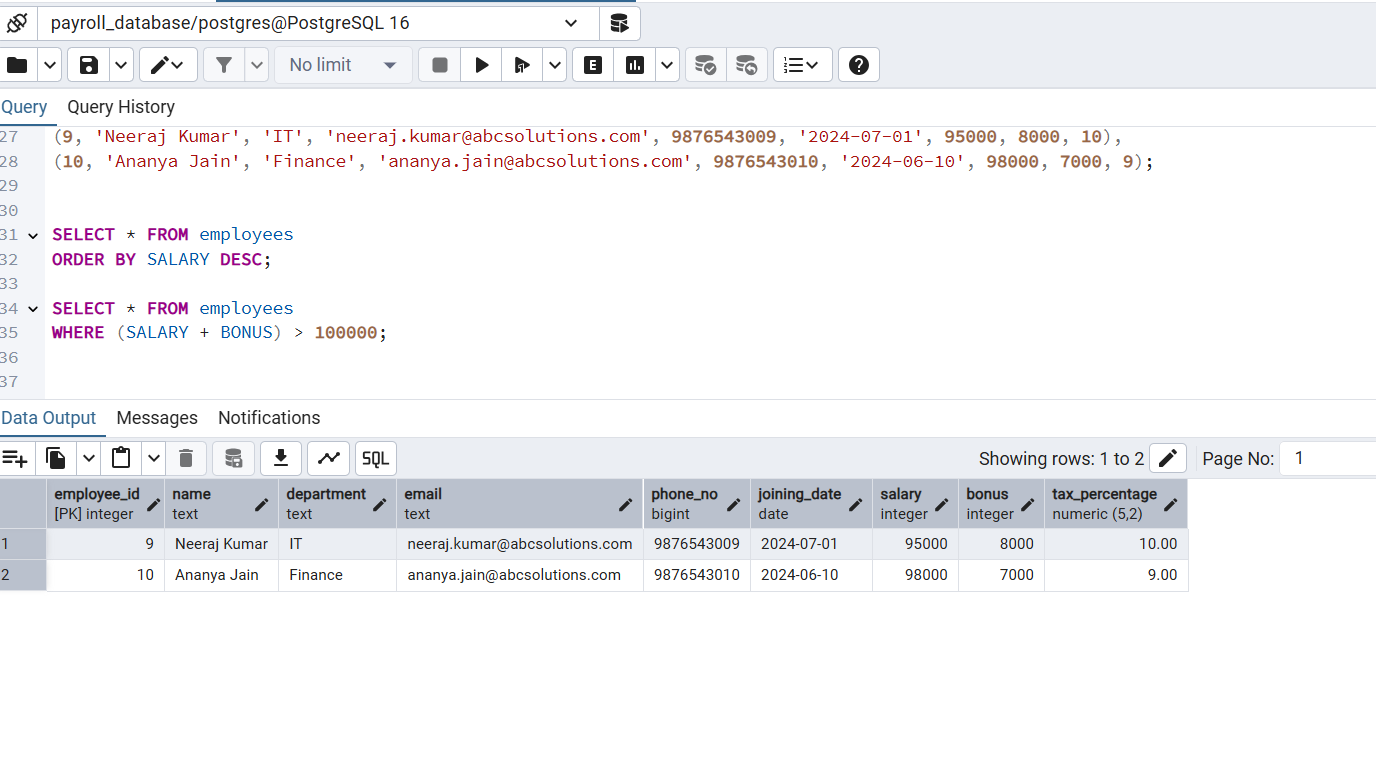 payroll_database/postgres@PostgreSQL 16
No limit
E
Query Query History
27 (9, 'Neeraj Kumar', 'IT', 'neeraj.kumar@abcsolutions.com', 9876543009, '2024-07-01', 95000, 8000, 10),
28 (10, 'Ananya Jain', 'Finance', 'ananya.jain@abcsolutions.com', 9876543010, '2024-06-10', 98000, 7000, 9);
29
30
31 SELECT * FROM employees
32 ORDER BY SALARY DESC;
33
34 SELECT * FROM employees
35 WHERE (SALARY + BONUS) > 100000;
36
37
Data Output Messages Notifications
SQL Showing rows: 1 to 2 Page No: 1
employee_id name department email phone_no joining_date salary bonus tax_percentage
[PK] integer text text text bigint date integer integer numeric (5,2)
1 9 Neeraj Kumar IT neeraj.kumar@abcsolutions.com 9876543009 2024-07-01 95000 8000 10.00
2 10 Ananya Jain Finance ananya.jain@abcsolutions.com 9876543010 2024-06-10 98000 7000 9.00